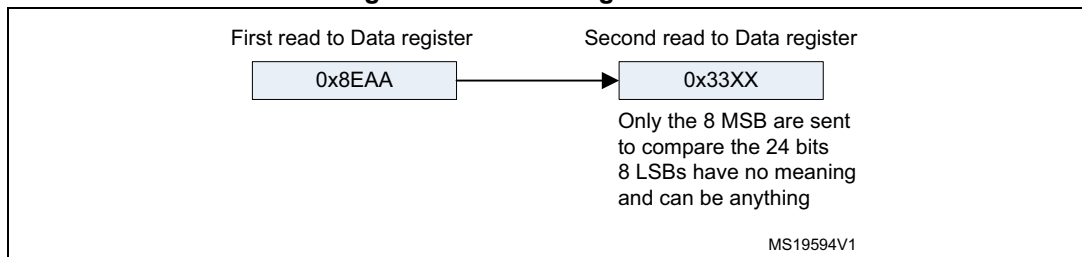 First read to Data register
Second read to Data register
0x8EAA
0x33XX
Only the 8 MSB are sent
to compare the 24 bits
8 LSBs have no meaning
and can be anything
MS19594V1